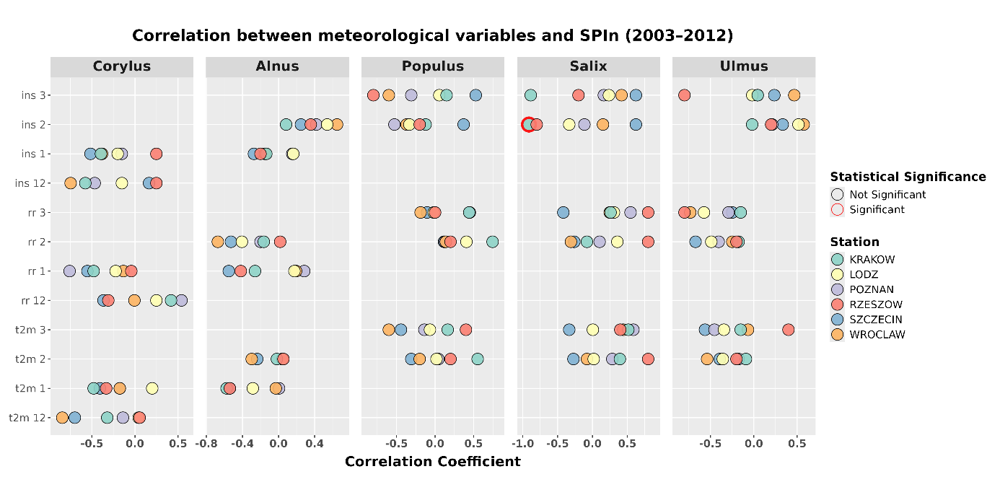 Correlation between meteorological variables and SPIn (2003–2012)
Corylus Alnus Populus Salix Ulmus
ins 3
ins 2
ins 1
ins 12
rr 3
rr 2
rr 1
rr 12
t2m 3
t2m 2
t2m 1
t2m 12
-0.5 0.0 0.5 -0.8 -0.4 0.0 0.4 -0.5 0.0 0.5 -1.0 -0.5 0.0 0.5 -0.5 0.0 0.5
Correlation Coefficient
Statistical Significance
Not Significant
Significant
Station
KRAKOW
LODZ
POZNAN
RZESZOW
SZCZECIN
WROCLAW